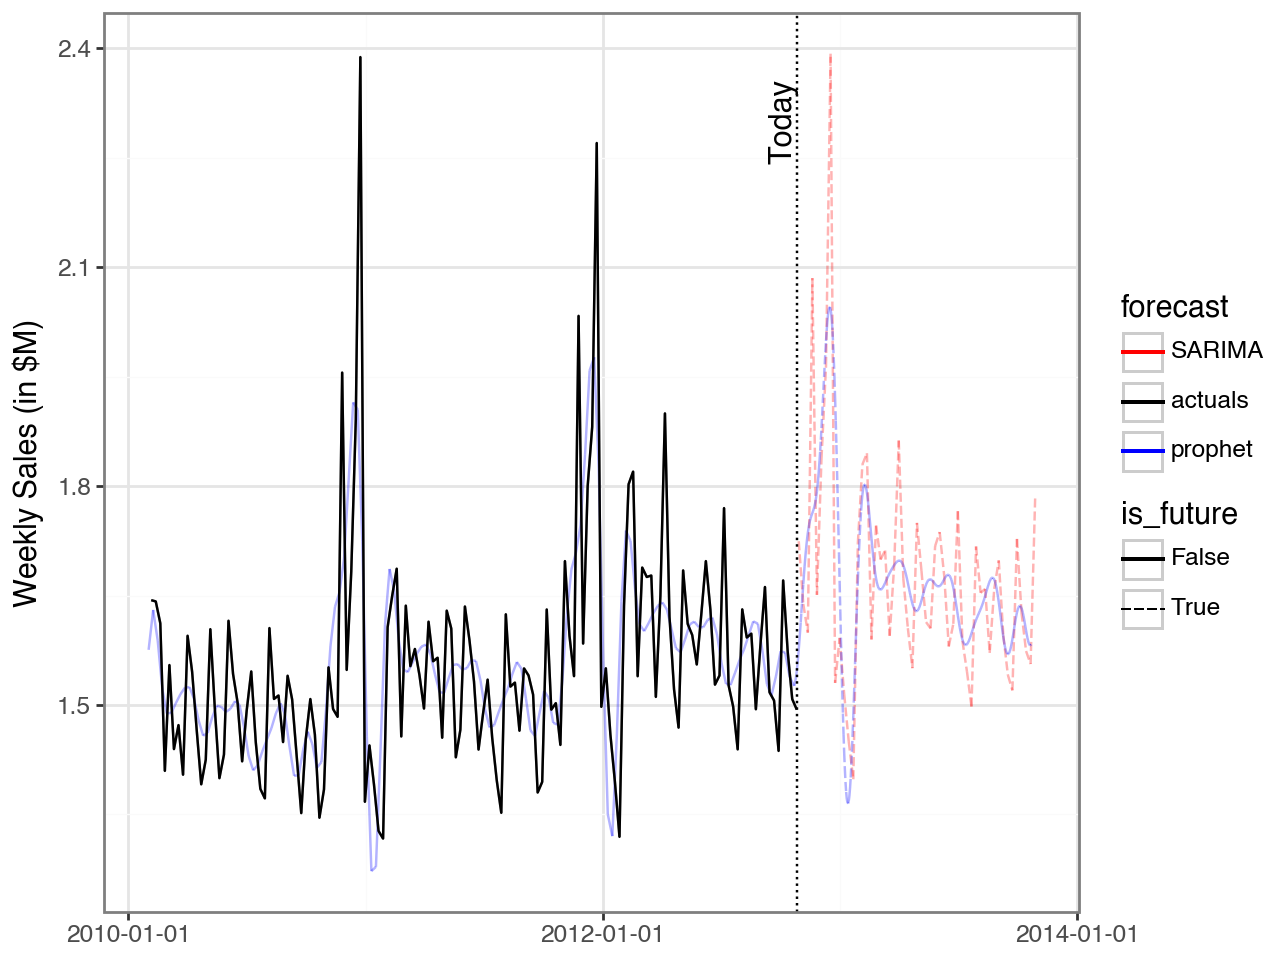 2.4
2.1
1.8
1.5
Weekly Sales (in $M)
Today
2010-01-01
2012-01-01
2014-01-01
forecast
SARIMA
actuals
prophet
is_future
False
True